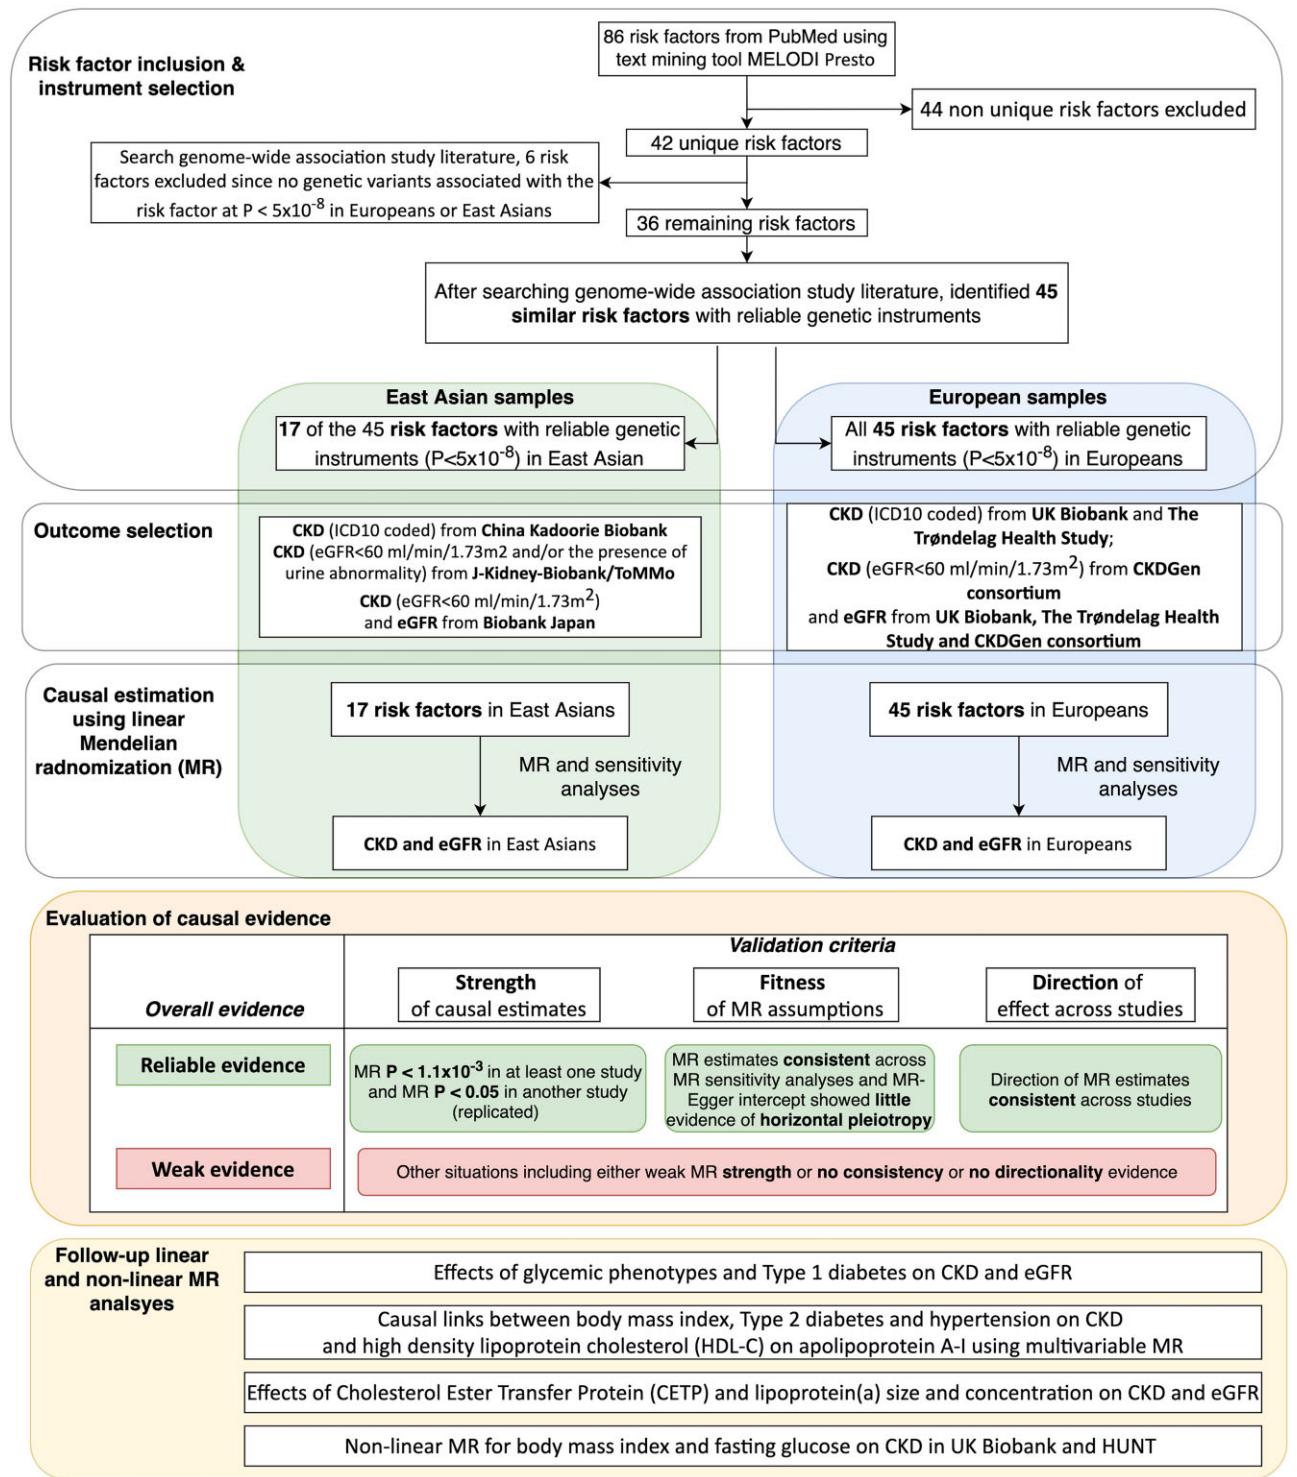 Risk factor inclusion &
instrument selection
86 risk factors from PubMed using
text mining tool MELODI Presto
44 non unique risk factors excluded
42 unique risk factors
Search genome-wide association study literature, 6 risk
factors excluded since no genetic variants associated with the
risk factor at P < 5x10⁻⁸ in Europeans or East Asians
36 remaining risk factors
After searching genome-wide association study literature, identified 45
similar risk factors with reliable genetic instruments
East Asian samples
17 of the 45 risk factors with reliable genetic
instruments (P<5x10⁻⁸) in East Asian
European samples
All 45 risk factors with reliable genetic
instruments (P<5x10⁻⁸) in Europeans
Outcome selection
CKD (ICD10 coded) from China Kadoorie Biobank
CKD (eGFR<60 ml/min/1.73m2 and/or the presence of
urine abnormality) from J-Kidney-Biobank/ToMMo
CKD (eGFR<60 ml/min/1.73m²)
and eGFR from Biobank Japan
CKD (ICD10 coded) from UK Biobank and The
Trøndelag Health Study;
CKD (eGFR<60 ml/min/1.73m²) from CKDGen
consortium
and eGFR from UK Biobank, The Trøndelag Health
Study and CKDGen consortium
Causal estimation
using linear
Mendelian
radnomization (MR)
17 risk factors in East Asians
MR and sensitivity
analyses
CKD and eGFR in East Asians
45 risk factors in Europeans
MR and sensitivity
analyses
CKD and eGFR in Europeans
Evaluation of causal evidence
Validation criteria
Overall evidence
Strength
of causal estimates
Fitness
of MR assumptions
Direction of
effect across studies
Reliable evidence
MR P < 1.1x10⁻³ in at least one study
and MR P < 0.05 in another study
(replicated)
MR estimates consistent across
MR sensitivity analyses and MR-
Egger intercept showed little
evidence of horizontal pleiotropy
Direction of MR estimates
consistent across studies
Weak evidence
Other situations including either weak MR strength or no consistency or no directionality evidence
Follow-up linear
and non-linear MR
analsyes
Effects of glycemic phenotypes and Type 1 diabetes on CKD and eGFR
Causal links between body mass index, Type 2 diabetes and hypertension on CKD
and high density lipoprotein cholesterol (HDL-C) on apolipoprotein A-I using multivariable MR
Effects of Cholesterol Ester Transfer Protein (CETP) and lipoprotein(a) size and concentration on CKD and eGFR
Non-linear MR for body mass index and fasting glucose on CKD in UK Biobank and HUNT